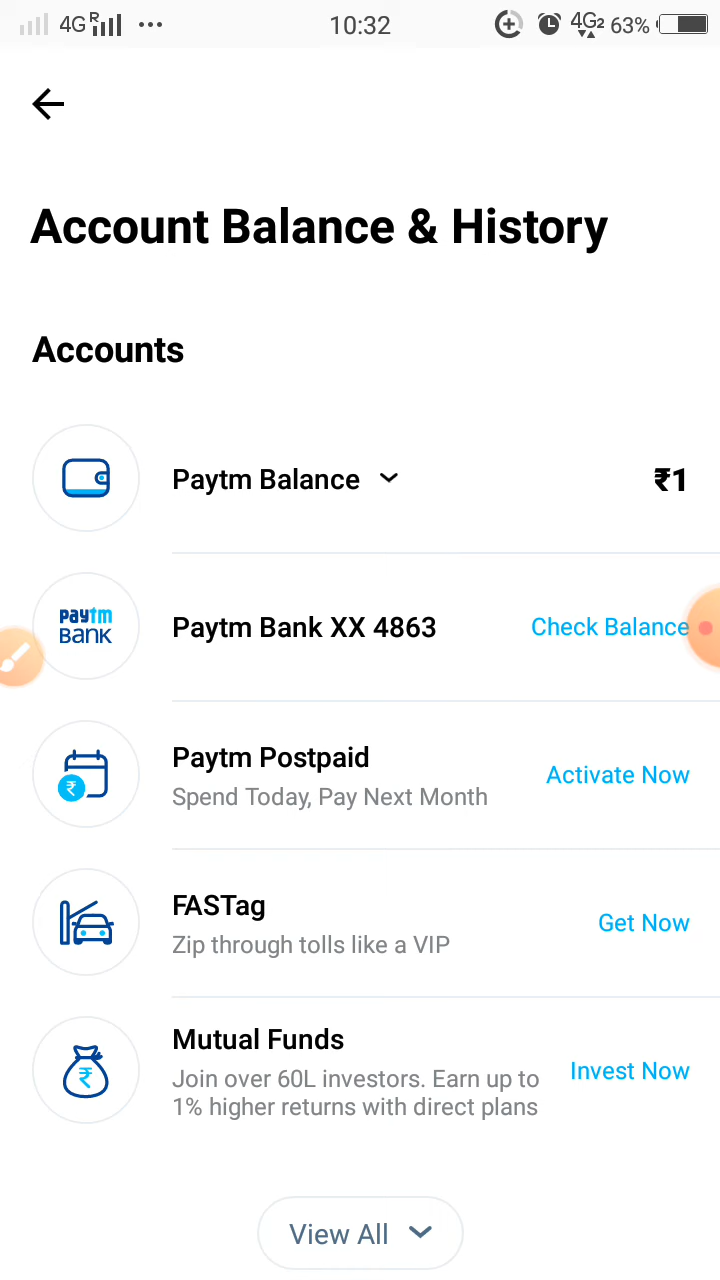 4G R 10:32 4G2 63%
Account Balance & History
Accounts
Paytm Balance ₹1
paytm
BANK
Paytm Bank XX 4863 Check Balance
Paytm Postpaid
Spend Today, Pay Next Month
Activate Now
₹
FASTag
Zip through tolls like a VIP
Get Now
Mutual Funds
Join over 60L investors. Earn up to
1% higher returns with direct plans
Invest Now
₹
View All